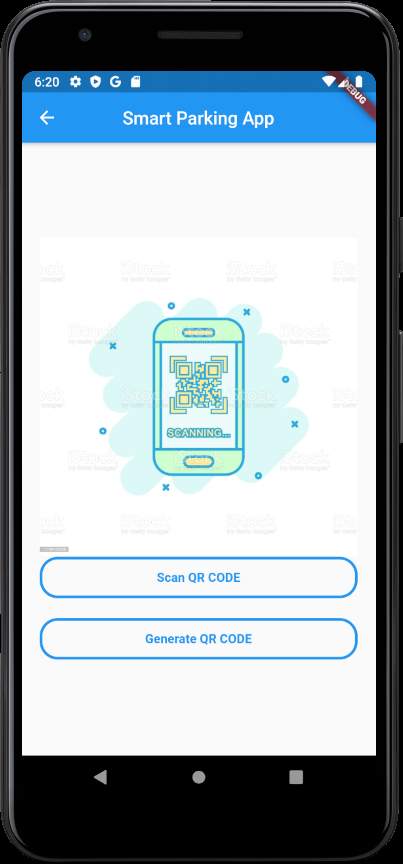 6:20
DEBUG
Smart Parking App
iStock
by Getty Images
SCANNING...
Scan QR CODE
Generate QR CODE